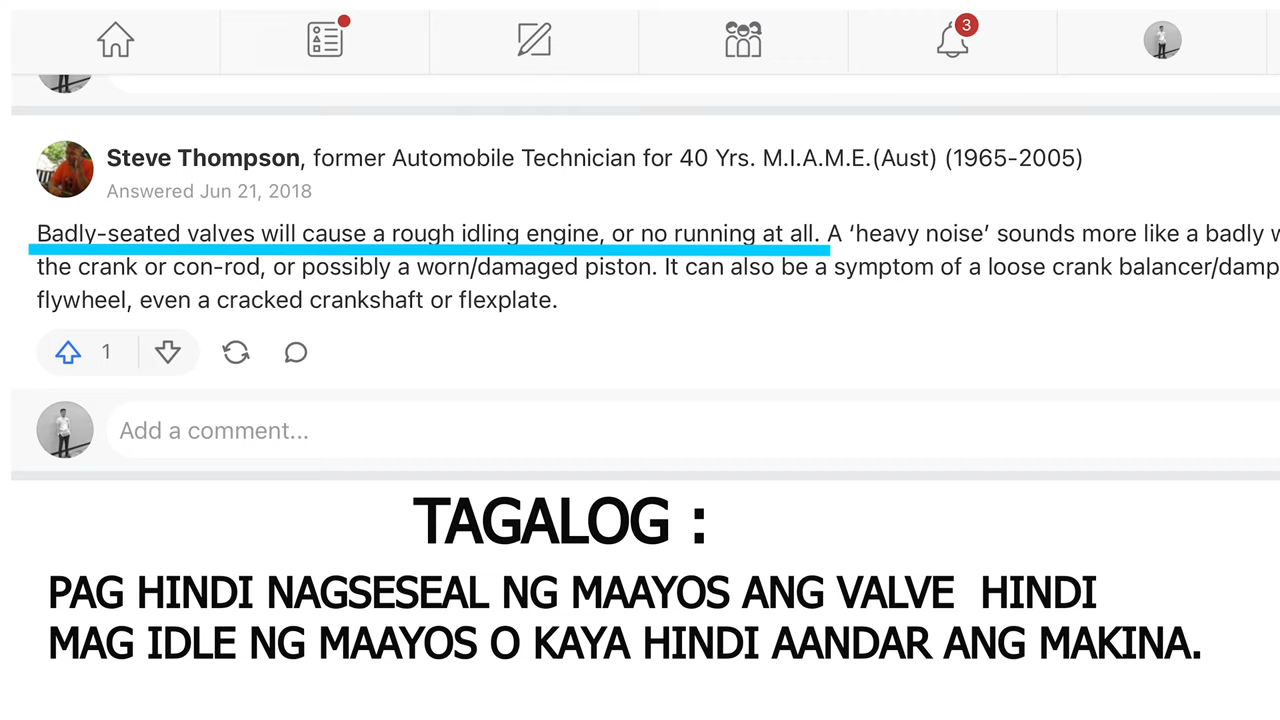 3
Steve Thompson, former Automobile Technician for 40 Yrs. M.I.A.M.E.(Aust) (1965-2005)
Answered Jun 21, 2018
Badly-seated valves will cause a rough idling engine, or no running at all. A ‘heavy noise’ sounds more like a badly
the crank or con-rod, or possibly a worn/damaged piston. It can also be a symptom of a loose crank balancer/damp
flywheel, even a cracked crankshaft or flexplate.
1
Add a comment...
TAGALOG :
PAG HINDI NAGSESEAL NG MAAYOS ANG VALVE HINDI
MAG IDLE NG MAAYOS O KAYA HINDI AANDAR ANG MAKINA.